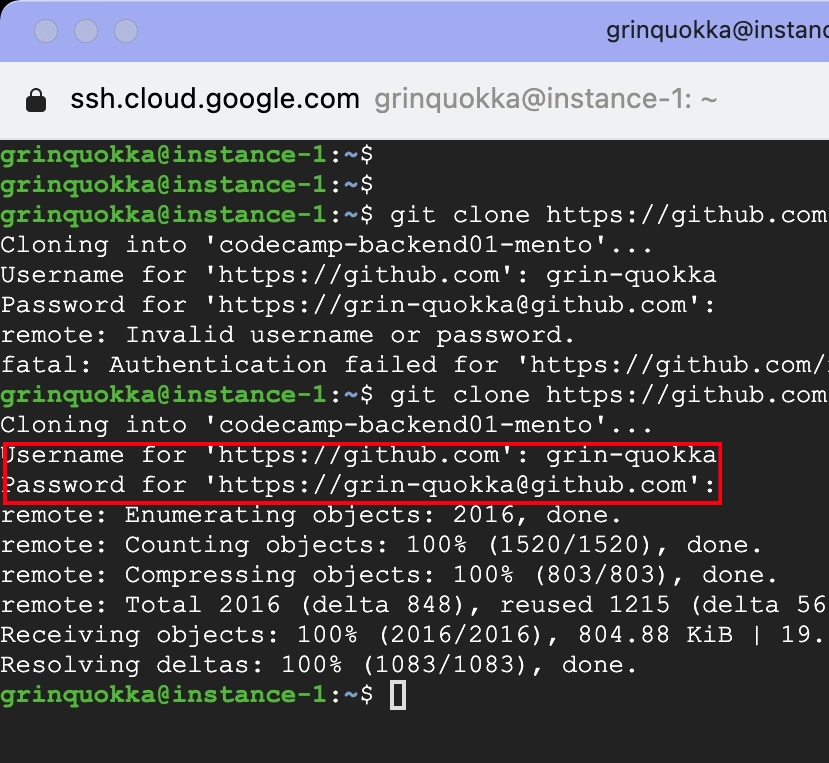 grinquokka@instanc
ssh.cloud.google.com grinquokka@instance-1: ~
grinquokka@instance-1:~$
grinquokka@instance-1:~$
grinquokka@instance-1:~$ git clone https://github.com
Cloning into 'codecamp-backend01-mento'...
Username for 'https://github.com': grin-quokka
Password for 'https://grin-quokka@github.com':
remote: Invalid username or password.
fatal: Authentication failed for 'https://github.com/
grinquokka@instance-1:~$ git clone https://github.com
Cloning into 'codecamp-backend01-mento'...
Username for 'https://github.com': grin-quokka
Password for 'https://grin-quokka@github.com':
remote: Enumerating objects: 2016, done.
remote: Counting objects: 100% (1520/1520), done.
remote: Compressing objects: 100% (803/803), done.
remote: Total 2016 (delta 848), reused 1215 (delta 56
Receiving objects: 100% (2016/2016), 804.88 KiB | 19.
Resolving deltas: 100% (1083/1083), done.
grinquokka@instance-1:~$